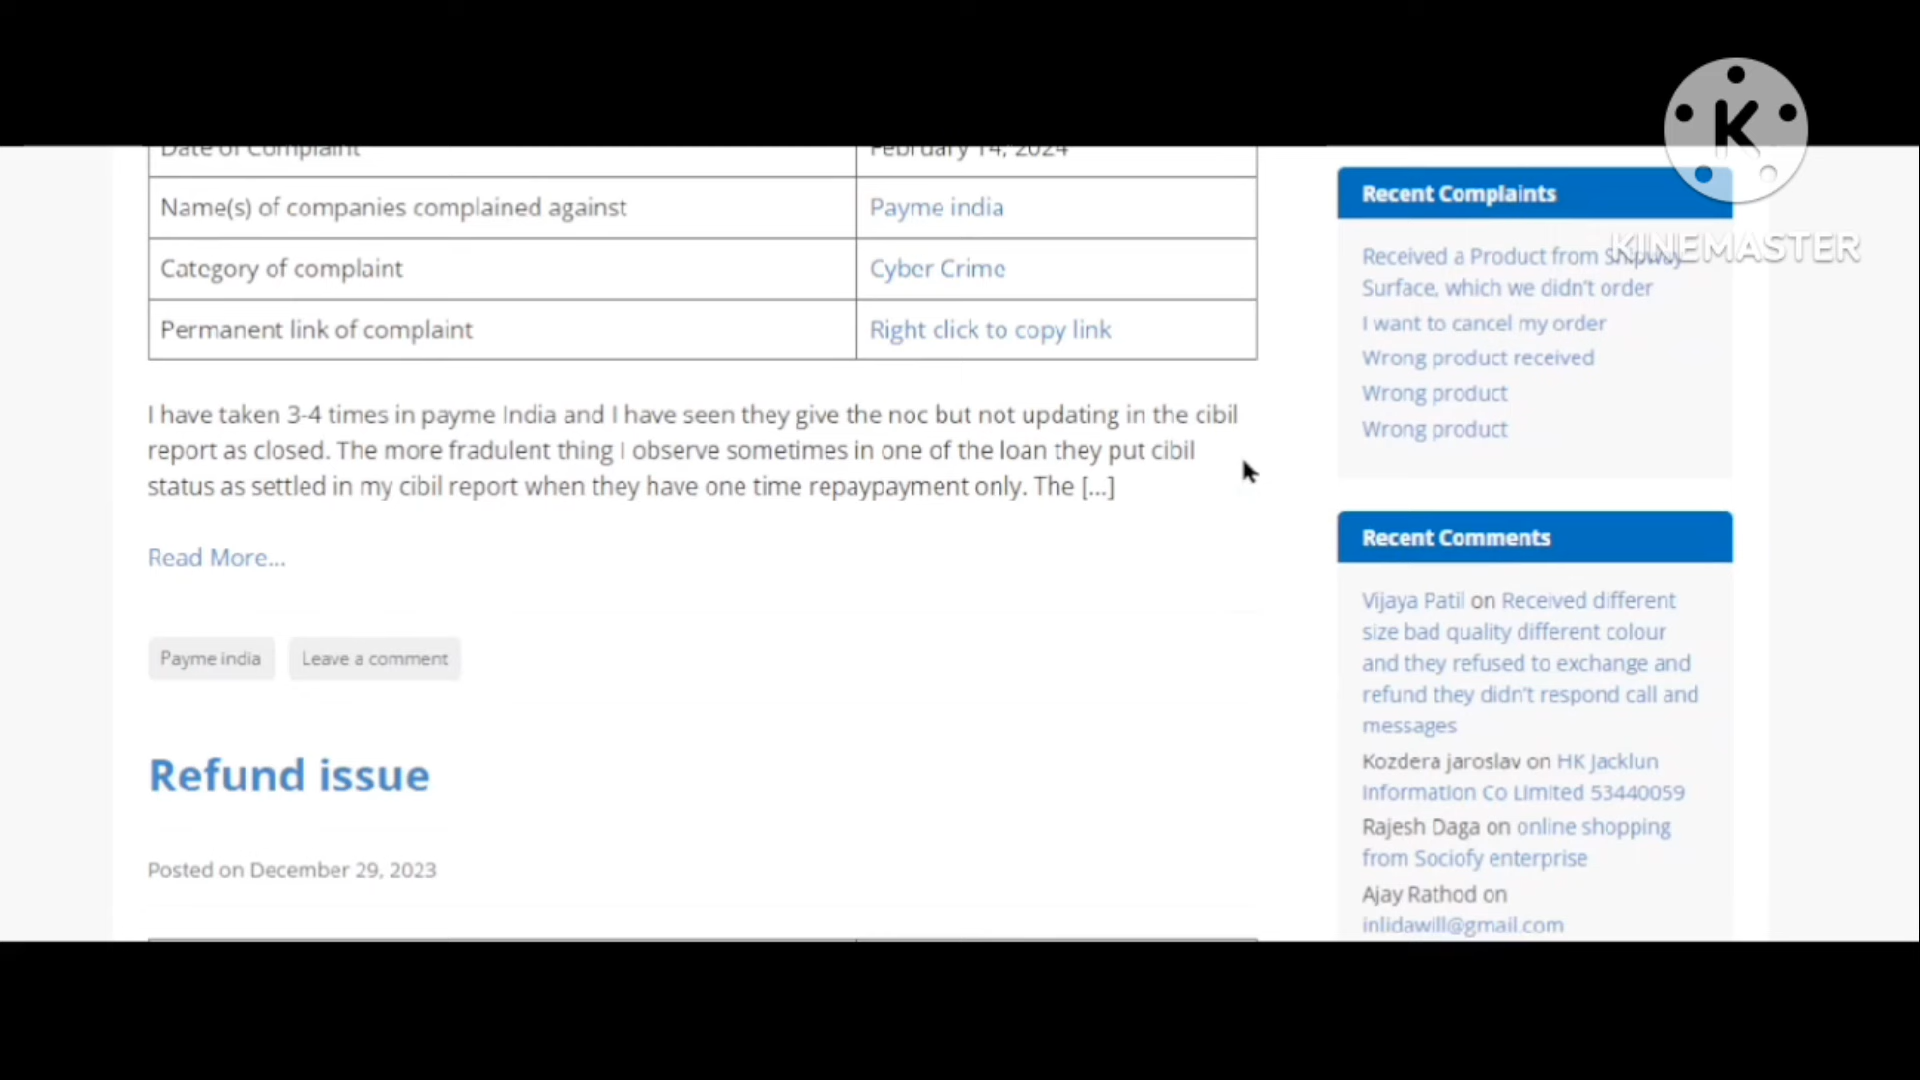 Date of Complaint February 14, 2024
Name(s) of companies complained against Payme india
Category of complaint Cyber Crime
Permanent link of complaint Right click to copy link
I have taken 3-4 times in payme India and I have seen they give the noc but not updating in the cibil
report as closed. The more fradulent thing I observe sometimes in one of the loan they put cibil
status as settled in my cibil report when they have one time repaypayment only. The [...]
Read More...
Payme india Leave a comment
Refund issue
Posted on December 29, 2023
K
KINEMASTER
Recent Complaints
Received a Product from Shipway
Surface, which we didn't order
I want to cancel my order
Wrong product received
Wrong product
Wrong product
Recent Comments
Vijaya Patil on Received different
size bad quality different colour
and they refused to exchange and
refund they didn't respond call and
messages
Kozdera jaroslav on HK Jacklun
Information Co Limited 53440059
Rajesh Daga on online shopping
from Sociofy enterprise
Ajay Rathod on
inlidawill@gmail.com